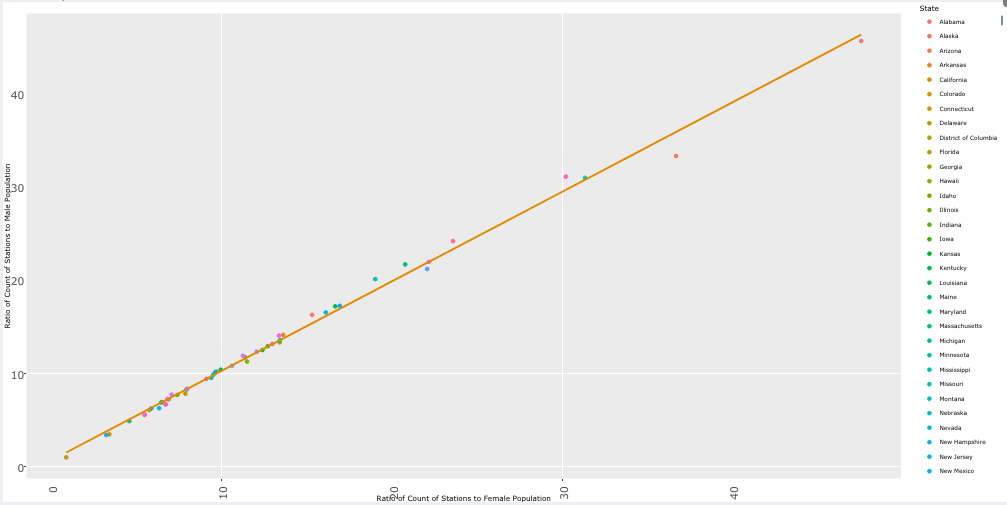 State
Alabama
Alaska
Arizona
Arkansas
California
Colorado
Connecticut
Delaware
District of Columbia
Florida
Georgia
Hawaii
Idaho
Illinois
Indiana
Iowa
Kansas
Kentucky
Louisiana
Maine
Maryland
Massachusetts
Michigan
Minnesota
Mississippi
Missouri
Montana
Nebraska
Nevada
New Hampshire
New Jersey
New Mexico
Ratio of Count of Stations to Male Population
40
30
20
10
0
0
10
20
30
40
Ratio of Count of Stations to Female Population